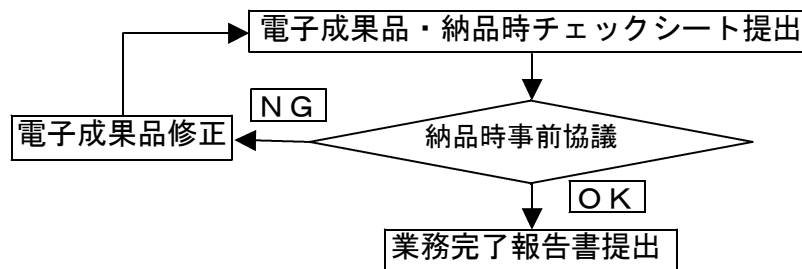 電子成果品・納品時チェックシート提出
ＮＧ
電子成果品修正
納品時事前協議
ＯＫ
業務完了報告書提出